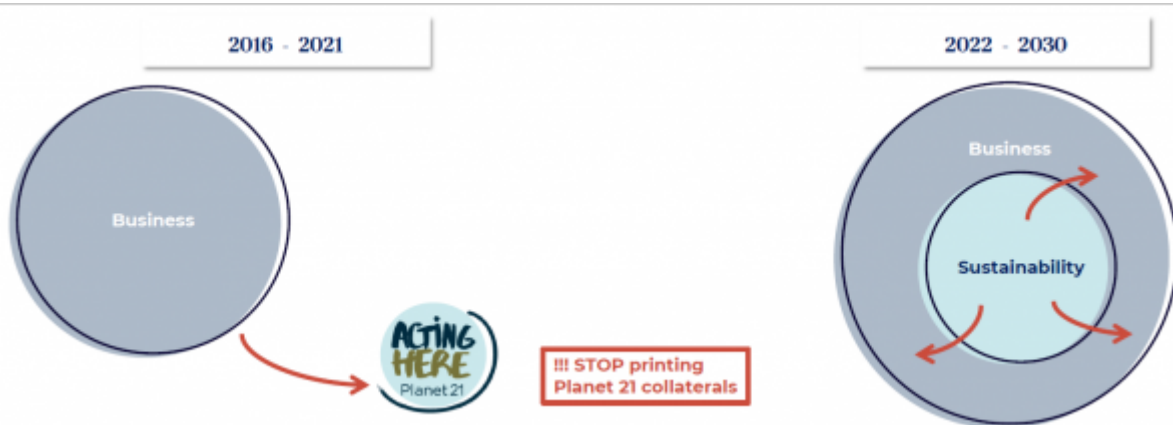 2016 - 2021
2022 - 2030
Business
ACTING
HERE
Planet 21
!!! STOP printing
Planet 21 collaterals
Business
Sustainability